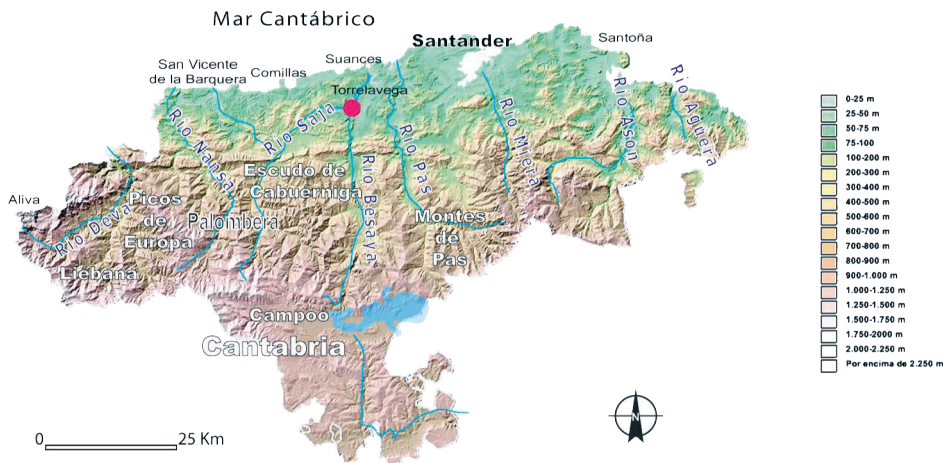 Mar Cantábrico
Santander
Santoña
Suances
San Vicente
de la Barquera
Comillas
Torrelavega
Río Saja
Río Nansa
Río Pas
Río Miera
Río Ason
Río Aguera
Río Besaya
Río Deva
Escudo de
Cabuérniga
Aliva
Picos
de
Europa
Palombera
Montes
de
Pas
Liébana
Campoo
Cantabria
N
0 25 Km
0-25 m
25-50 m
50-75 m
75-100
100-200 m
200-300 m
300-400 m
400-500 m
500-600 m
600-700 m
700-800 m
800-900 m
900-1.000 m
1.000-1.250 m
1.250-1.500 m
1.500-1.750 m
1.750-2000 m
2.000-2.250 m
Por encima de 2.250 m